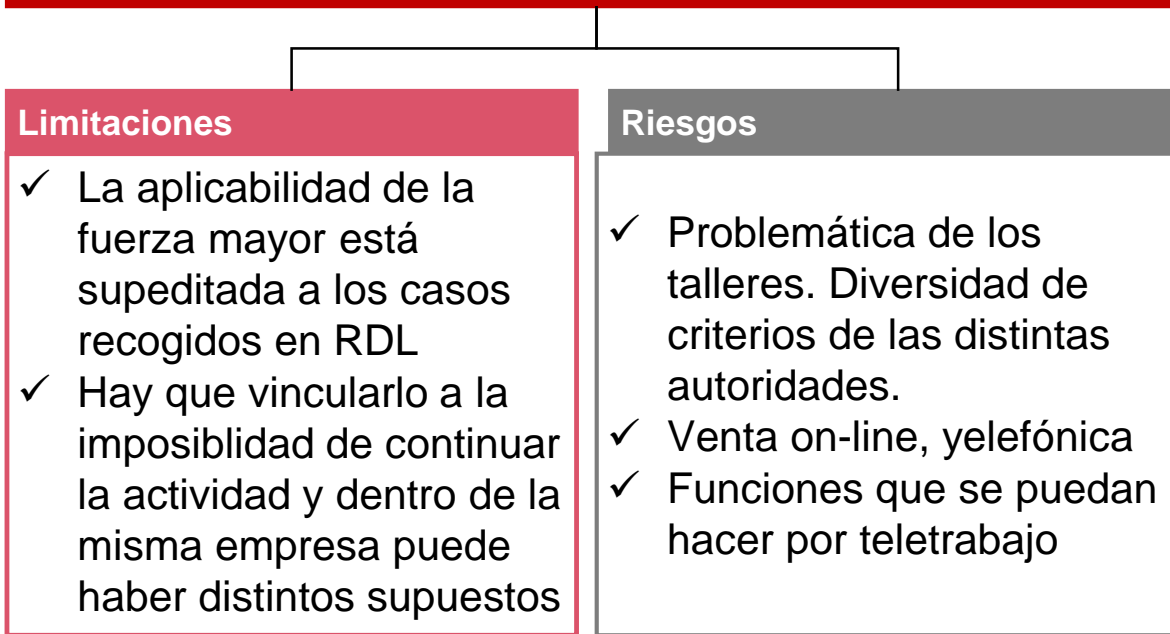 Limitaciones
✓ La aplicabilidad de la
fuerza mayor está
supeditada a los casos
recogidos en RDL
✓ Hay que vincularlo a la
imposiblidad de continuar
la actividad y dentro de la
misma empresa puede
haber distintos supuestos
Riesgos
✓ Problemática de los
talleres. Diversidad de
criterios de las distintas
autoridades.
✓ Venta on-line, yelefónica
✓ Funciones que se puedan
hacer por teletrabajo